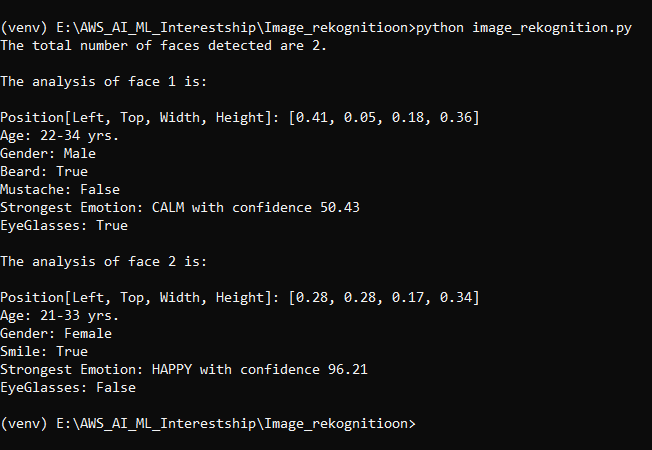 (venv) E:\AWS_AI_ML_Interestship\Image_rekognitioon>python image_rekognition.py
The total number of faces detected are 2.
The analysis of face 1 is:
Position[Left, Top, Width, Height]: [0.41, 0.05, 0.18, 0.36]
Age: 22-34 yrs.
Gender: Male
Beard: True
Mustache: False
Strongest Emotion: CALM with confidence 50.43
EyeGlasses: True
The analysis of face 2 is:
Position[Left, Top, Width, Height]: [0.28, 0.28, 0.17, 0.34]
Age: 21-33 yrs.
Gender: Female
Smile: True
Strongest Emotion: HAPPY with confidence 96.21
EyeGlasses: False
(venv) E:\AWS_AI_ML_Interestship\Image_rekognitioon>